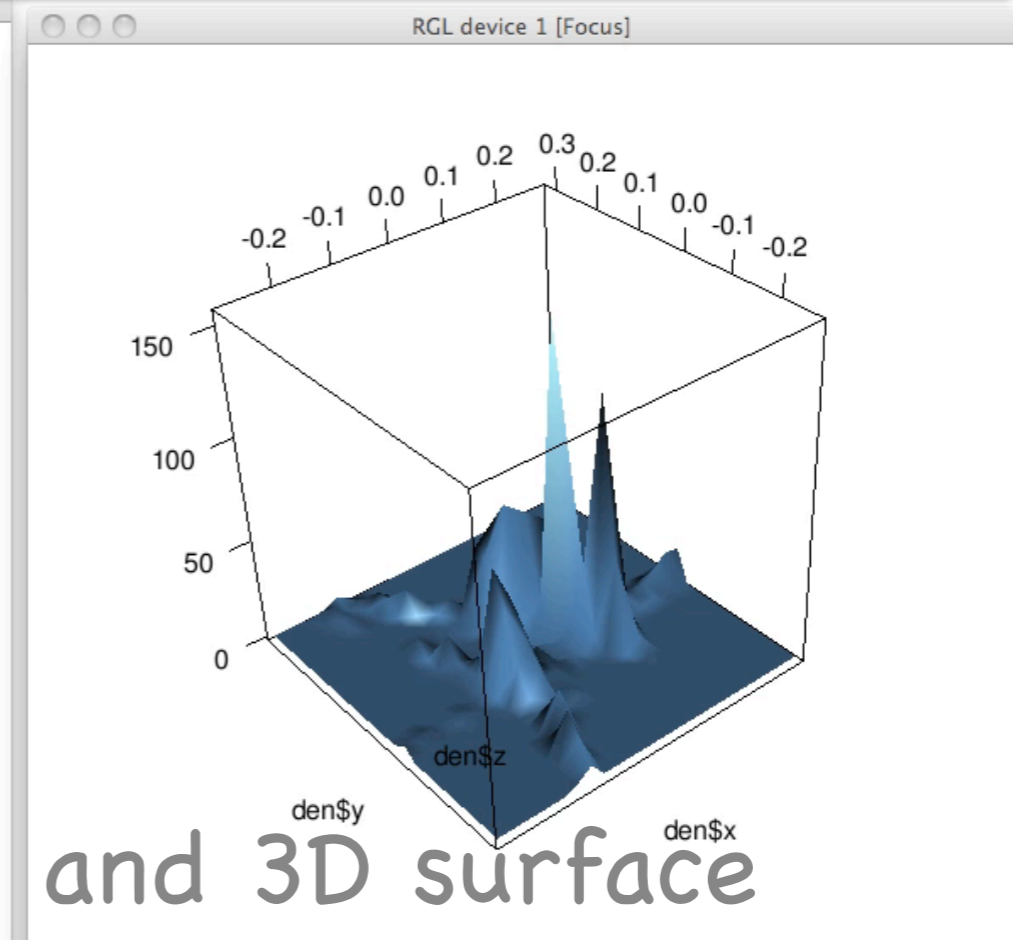 RGL device 1 [Focus]
-0.2 -0.1 0.0 0.1 0.2 0.3 0.2 0.1 0.0 -0.1 -0.2
150
100
50
0
den$z
den$y
den$x
and 3D surface